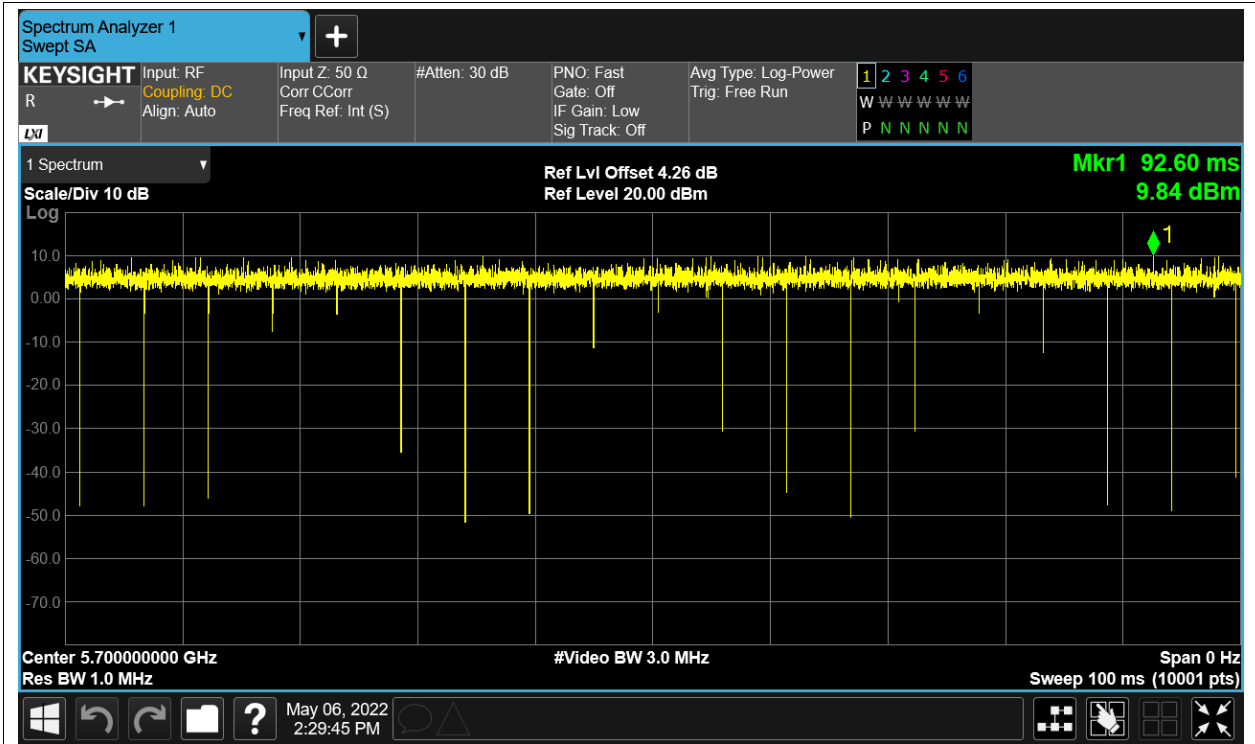 Spectrum Analyzer 1
Swept SA
KEYSIGHT
R
LXI
Input: RF
Coupling: DC
Align: Auto
Input Z: 50 Ω
Corr CCorr
Freq Ref: Int (S)
#Atten: 30 dB
PNO: Fast
Gate: Off
IF Gain: Low
Sig Track: Off
Avg Type: Log-Power
Trig: Free Run
1 2 3 4 5 6
W W W W W W
P N N N N N
1 Spectrum
Scale/Div 10 dB
Ref Lvl Offset 4.26 dB
Ref Level 20.00 dBm
Mkr1 92.60 ms
9.84 dBm
Log
1
10.0
0.00
-10.0
-20.0
-30.0
-40.0
-50.0
-60.0
-70.0
Center 5.700000000 GHz
#Video BW 3.0 MHz
Span 0 Hz
Res BW 1.0 MHz
Sweep 100 ms (10001 pts)
?
May 06, 2022
2:29:45 PM